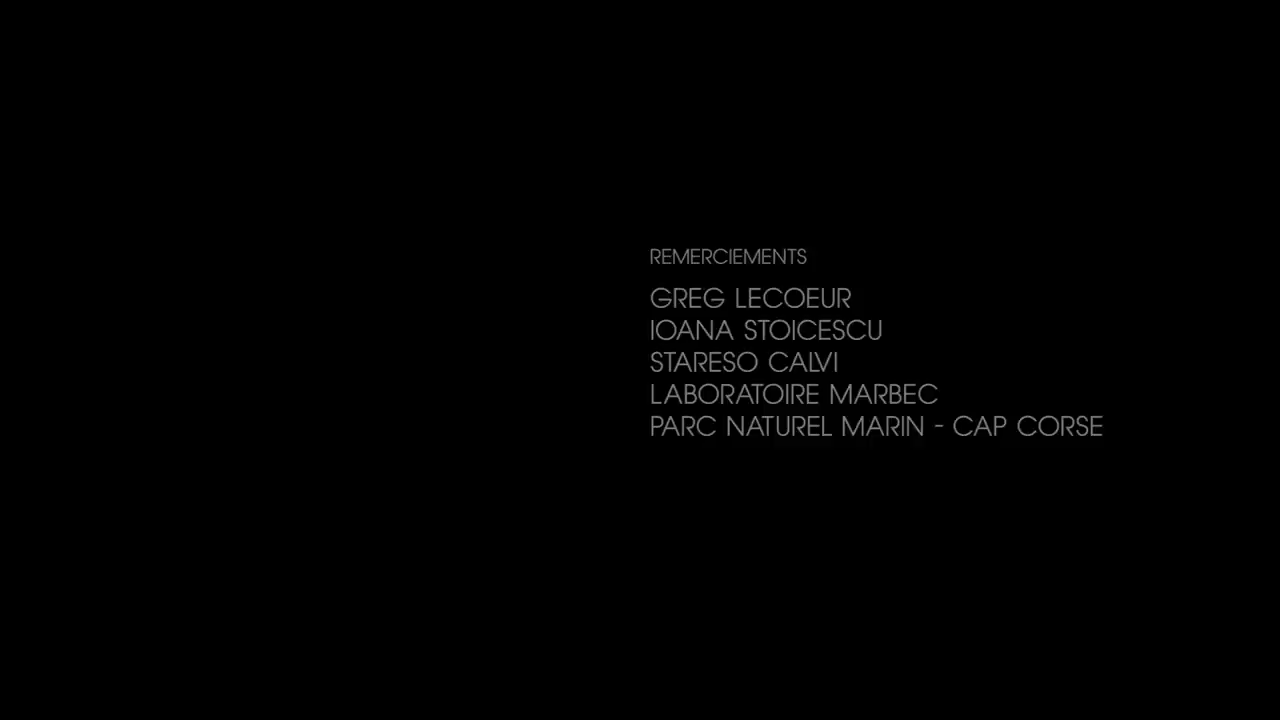 REMERCIEMENTS
GREG LECOEUR
IOANA STOICESCU
STARESO CALVI
LABORATOIRE MARBEC
PARC NATUREL MARIN - CAP CORSE